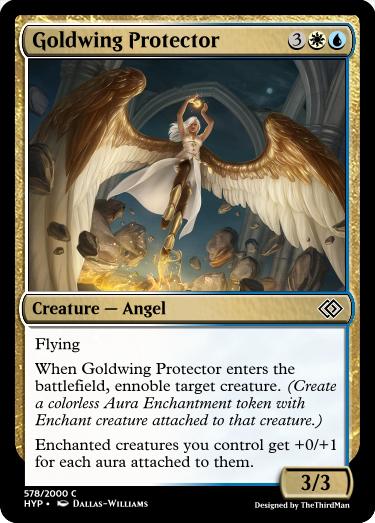 Goldwing Protector 3
Creature — Angel
Flying
When Goldwing Protector enters the
battlefield, ennoble target creature. (Create
a colorless Aura Enchantment token with
Enchant creature attached to that creature.)
Enchanted creatures you control get +0/+1
for each aura attached to them.
3/3
578/2000 C
HYP • Dallas-Williams
Designed by TheThirdMan